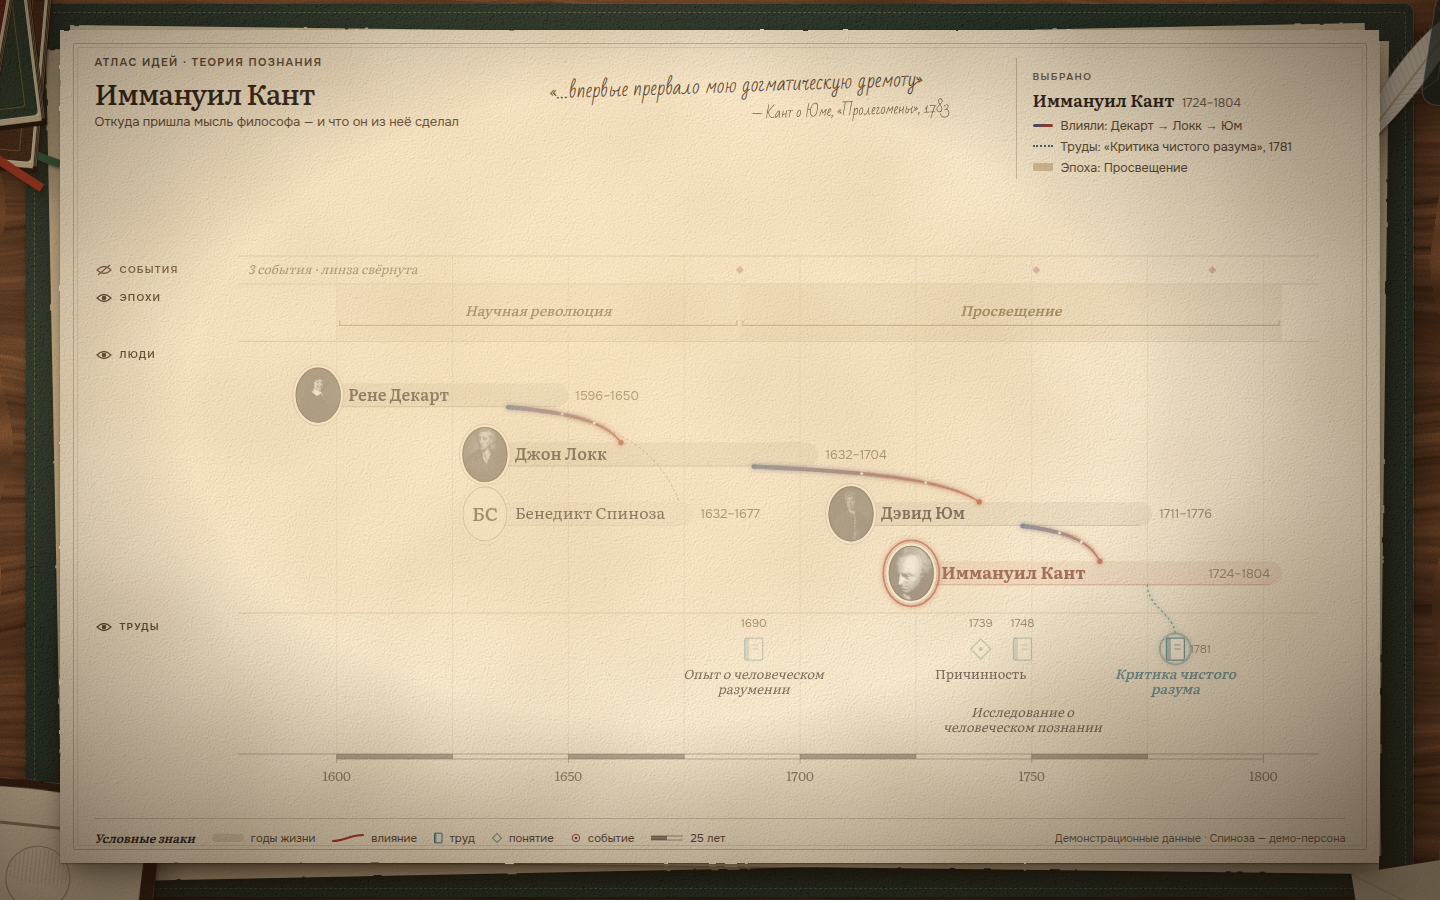 АТЛАС ИДЕЙ · ТЕОРИЯ ПОЗНАНИЯ
Иммануил Кант
Откуда пришла мысль философа – и что он из неё сделал
«...впервые прервало мою догматическую дремоту»
— Кант о Юме, «Пролегомены», 1783
ВЫБРАНО
Иммануил Кант 1724–1804
Влияли: Декарт → Локк → Юм
Труды: «Критика чистого разума», 1781
Эпоха: Просвещение
СОБЫТИЯ
3 события · линза свёрнута
ЭПОХИ
Научная революция
Просвещение
ЛЮДИ
Рене Декарт
1596–1650
Джон Локк
1632–1704
БС
Бенедикт Спиноза
1632–1677
Дэвид Юм
1711–1776
Иммануил Кант
1724–1804
ТРУДЫ
1690
1739
1748
1781
Опыт о человеческом
разумении
Причинность
Критика чистого
разума
Исследование о
человеческом познании
1600
1650
1700
1750
1800
Условные знаки
годы жизни
влияние
труд
понятие
событие
25 лет
Демонстрационные данные · Спиноза — демо-персона